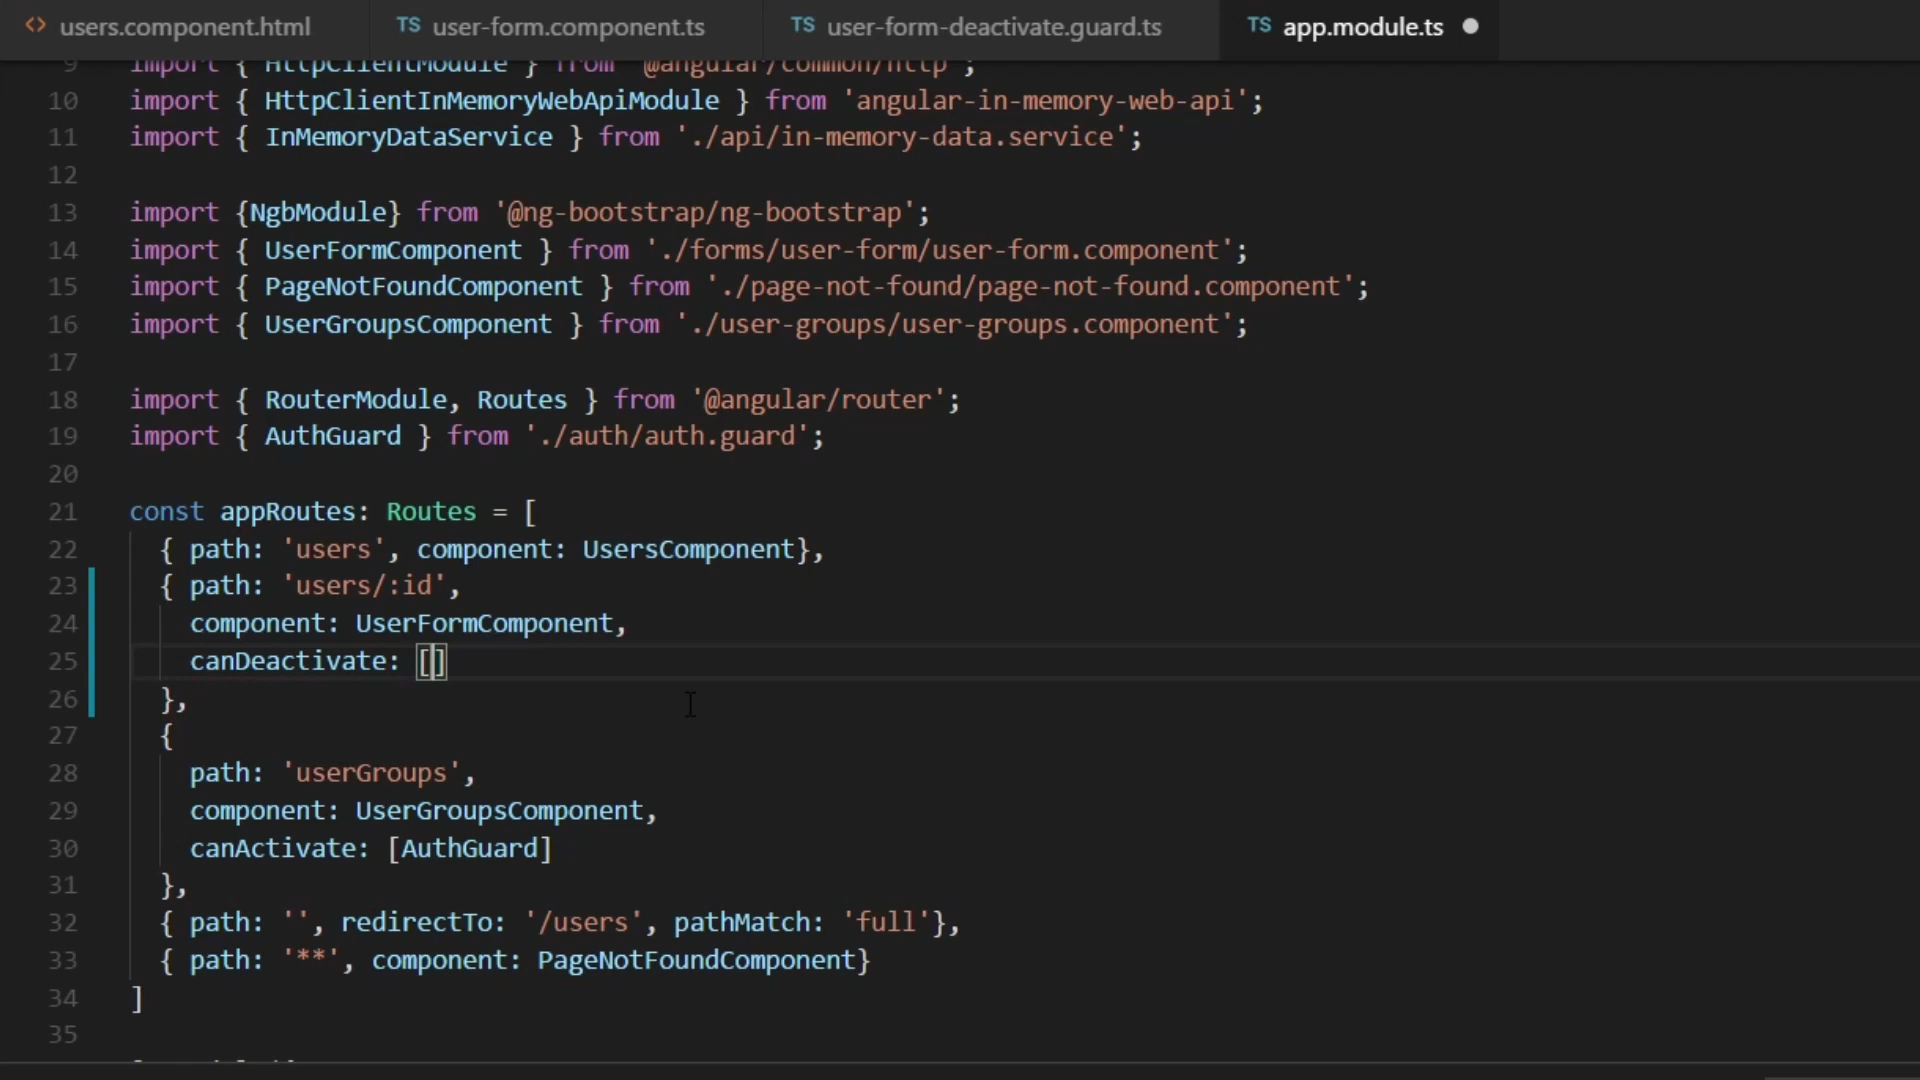 <> users.component.html TS user-form.component.ts TS user-form-deactivate.guard.ts TS app.module.ts
9 import { HttpClientModule } from '@angular/common/http';
10 import { HttpClientInMemoryWebApiModule } from 'angular-in-memory-web-api';
11 import { InMemoryDataService } from './api/in-memory-data.service';
12
13 import {NgbModule} from '@ng-bootstrap/ng-bootstrap';
14 import { UserFormComponent } from './forms/user-form/user-form.component';
15 import { PageNotFoundComponent } from './page-not-found/page-not-found.component';
16 import { UserGroupsComponent } from './user-groups/user-groups.component';
17
18 import { RouterModule, Routes } from '@angular/router';
19 import { AuthGuard } from './auth/auth.guard';
20
21 const appRoutes: Routes = [
22 { path: 'users', component: UsersComponent},
23 { path: 'users/:id',
24 component: UserFormComponent,
25 canDeactivate: []
26 },
27 {
28 path: 'userGroups',
29 component: UserGroupsComponent,
30 canActivate: [AuthGuard]
31 },
32 { path: '', redirectTo: '/users', pathMatch: 'full'},
33 { path: '**', component: PageNotFoundComponent}
34 ]
35